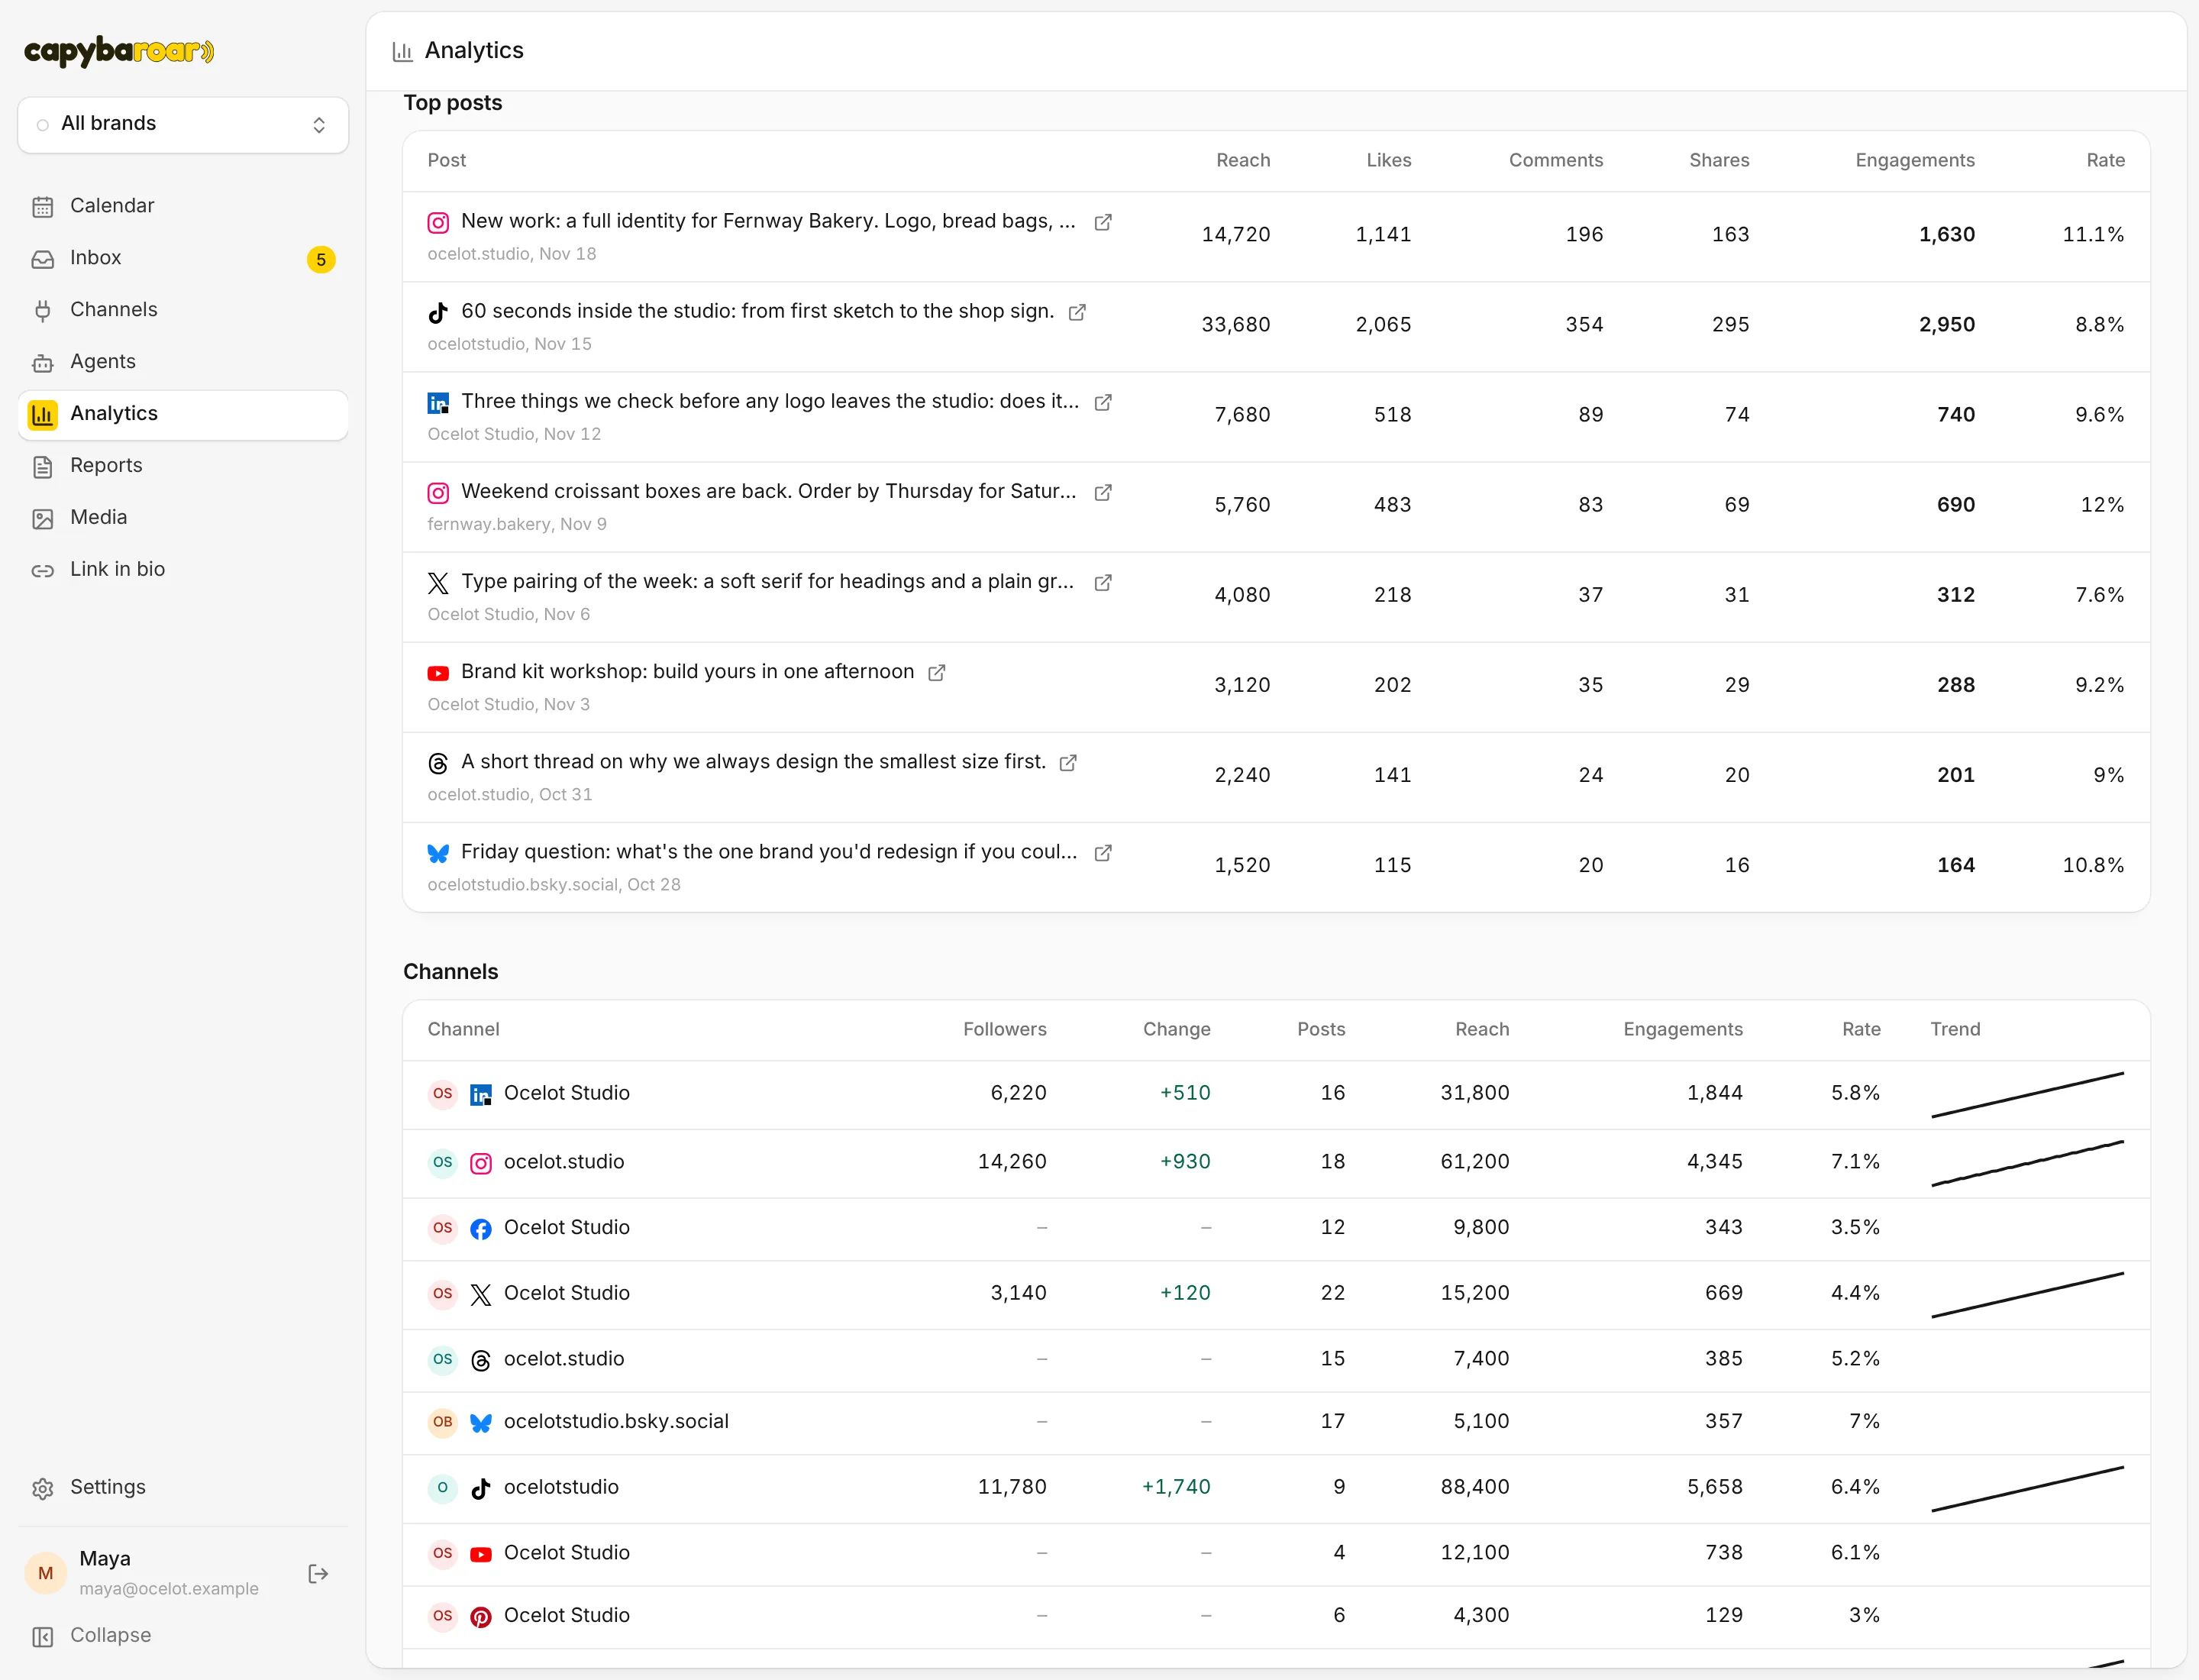 capybaroar
Analytics
All brands
Calendar
Inbox 5
Channels
Agents
Analytics
Reports
Media
Link in bio
Settings
M Maya
maya@ocelot.example
Collapse
Top posts
Post Reach Likes Comments Shares Engagements Rate
New work: a full identity for Fernway Bakery. Logo, bread bags, ...
ocelot.studio, Nov 18
14,720 1,141 196 163 1,630 11.1%
60 seconds inside the studio: from first sketch to the shop sign.
ocelotstudio, Nov 15
33,680 2,065 354 295 2,950 8.8%
in Three things we check before any logo leaves the studio: does it...
Ocelot Studio, Nov 12
7,680 518 89 74 740 9.6%
Weekend croissant boxes are back. Order by Thursday for Satur...
fernway.bakery, Nov 9
5,760 483 83 69 690 12%
Type pairing of the week: a soft serif for headings and a plain gr...
Ocelot Studio, Nov 6
4,080 218 37 31 312 7.6%
Brand kit workshop: build yours in one afternoon
Ocelot Studio, Nov 3
3,120 202 35 29 288 9.2%
A short thread on why we always design the smallest size first.
ocelot.studio, Oct 31
2,240 141 24 20 201 9%
Friday question: what's the one brand you'd redesign if you coul...
ocelotstudio.bsky.social, Oct 28
1,520 115 20 16 164 10.8%
Channels
Channel Followers Change Posts Reach Engagements Rate Trend
OS in Ocelot Studio 6,220 +510 16 31,800 1,844 5.8%
OS ocelot.studio 14,260 +930 18 61,200 4,345 7.1%
OS Ocelot Studio – – 12 9,800 343 3.5%
OS Ocelot Studio 3,140 +120 22 15,200 669 4.4%
OS ocelot.studio – – 15 7,400 385 5.2%
OB ocelotstudio.bsky.social – – 17 5,100 357 7%
O ocelotstudio 11,780 +1,740 9 88,400 5,658 6.4%
OS Ocelot Studio – – 4 12,100 738 6.1%
OS Ocelot Studio – – 6 4,300 129 3%